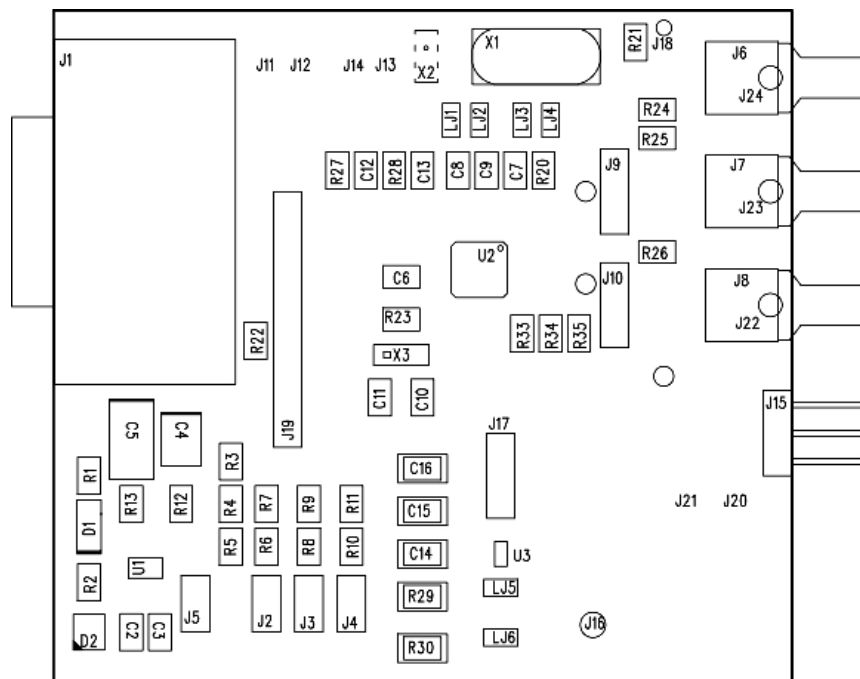 J1
J11 J12 J14 J13
X2
X1
R21
J18
J6
J24
LJ1
LJ2
LJ3
LJ4
R24
R25
R27
C12
R28
C13
C8
C9
C7
R20
J9
J7
J23
U2
R26
C6
J10
J8
J22
R23
R22
X3
R33
R34
R35
C11
C10
J15
C5
C4
J19
J17
R3
R1
C16
R13
R12
R4
R7
R9
R11
J21 J20
D1
C15
R5
R6
R8
R10
C14
U3
R2
U1
R29
LJ5
J5
J2
J3
J4
J16
D2
C2
C3
R30
LJ6